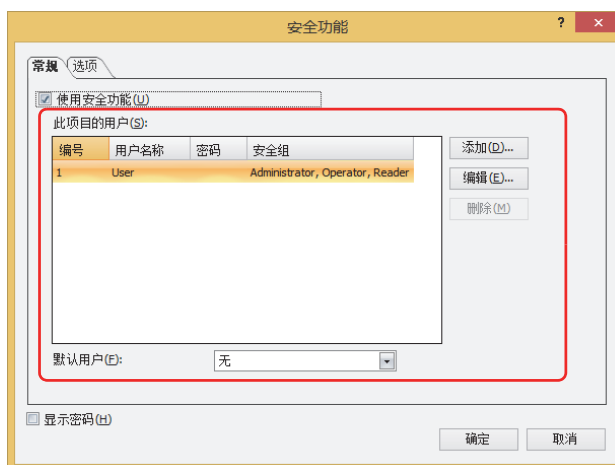 安全功能
? ×
常规 选项
使用安全功能(U)
此项目的用户(S):
编号 用户名称 密码 安全组
1 User Administrator, Operator, Reader
添加(D)...
编辑(E)...
删除(M)
默认用户(F): 无
显示密码(H)
确定 取消